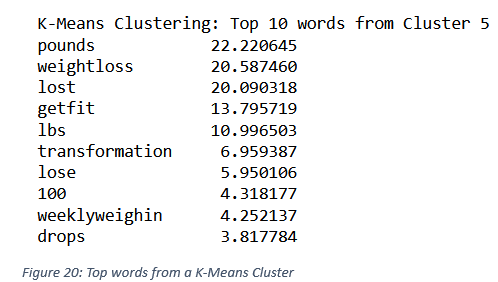 K-Means Clustering: Top 10 words from Cluster 5
pounds 22.220645
weightloss 20.587460
lost 20.090318
getfit 13.795719
lbs 10.996503
transformation 6.959387
lose 5.950106
100 4.318177
weeklyweighin 4.252137
drops 3.817784
Figure 20: Top words from a K-Means Cluster